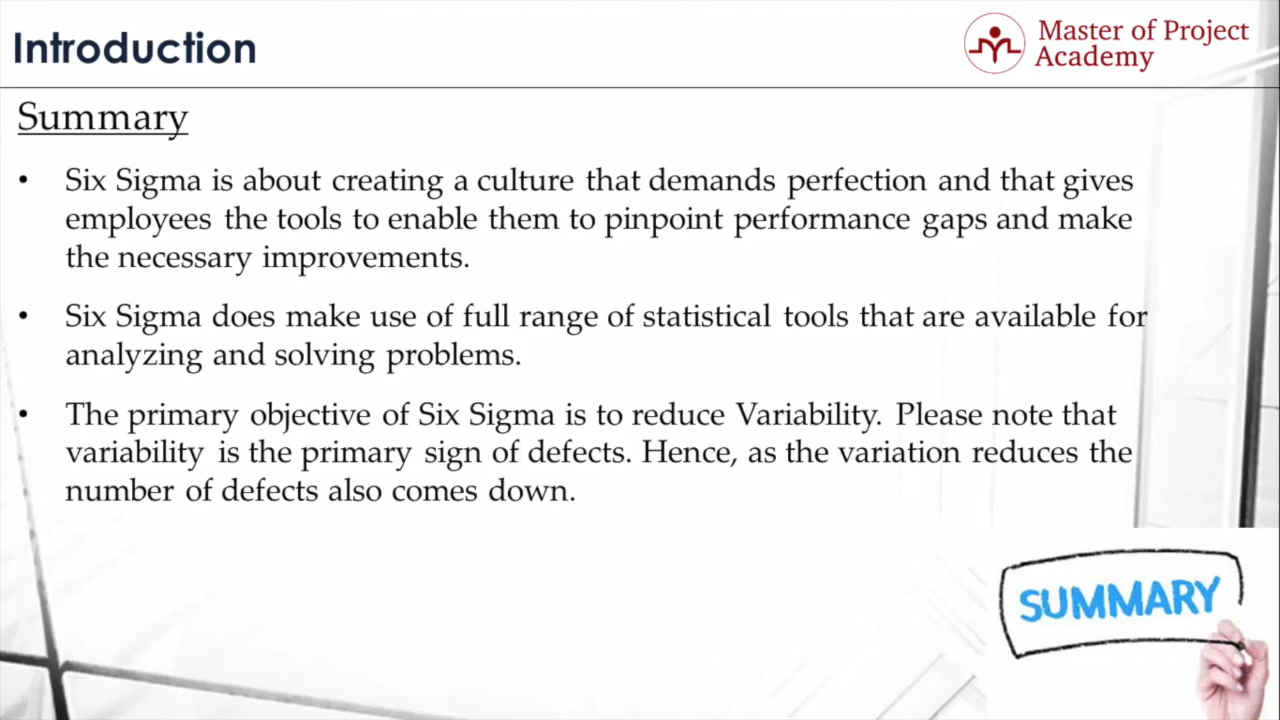 Introduction
Master of Project
Academy
Summary
• Six Sigma is about creating a culture that demands perfection and that gives
employees the tools to enable them to pinpoint performance gaps and make
the necessary improvements.
• Six Sigma does make use of full range of statistical tools that are available for
analyzing and solving problems.
• The primary objective of Six Sigma is to reduce Variability. Please note that
variability is the primary sign of defects. Hence, as the variation reduces the
number of defects also comes down.
SUMMARY